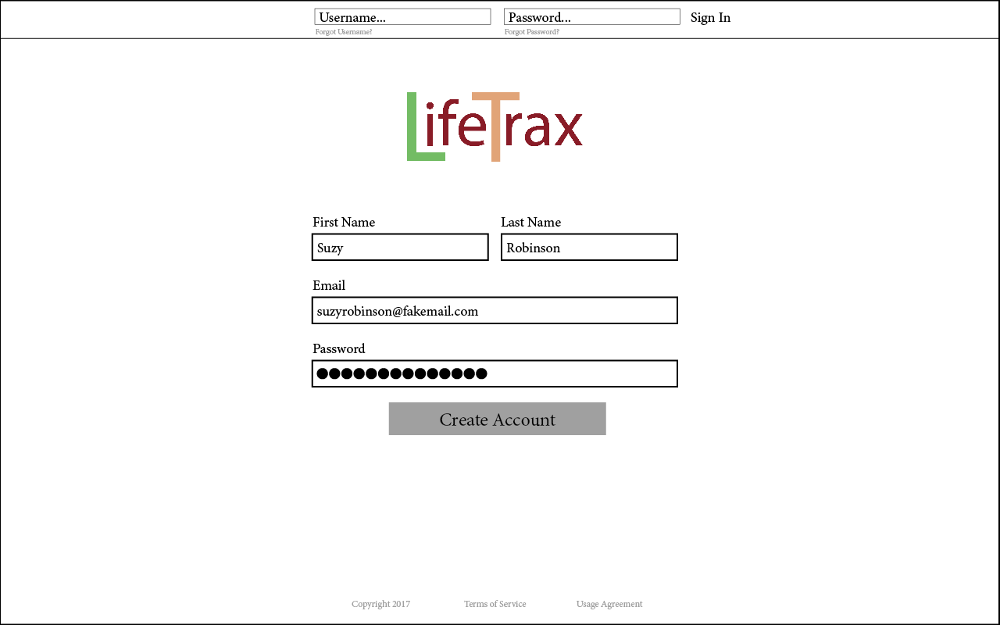 Username... Password... Sign In
Forgot Username? Forgot Password?
LifeTrax
First Name Last Name
Suzy Robinson
Email
suzyrobinson@fakemail.com
Password
●●●●●●●●●●●●●●
Create Account
Copyright 2017 Terms of Service Usage Agreement